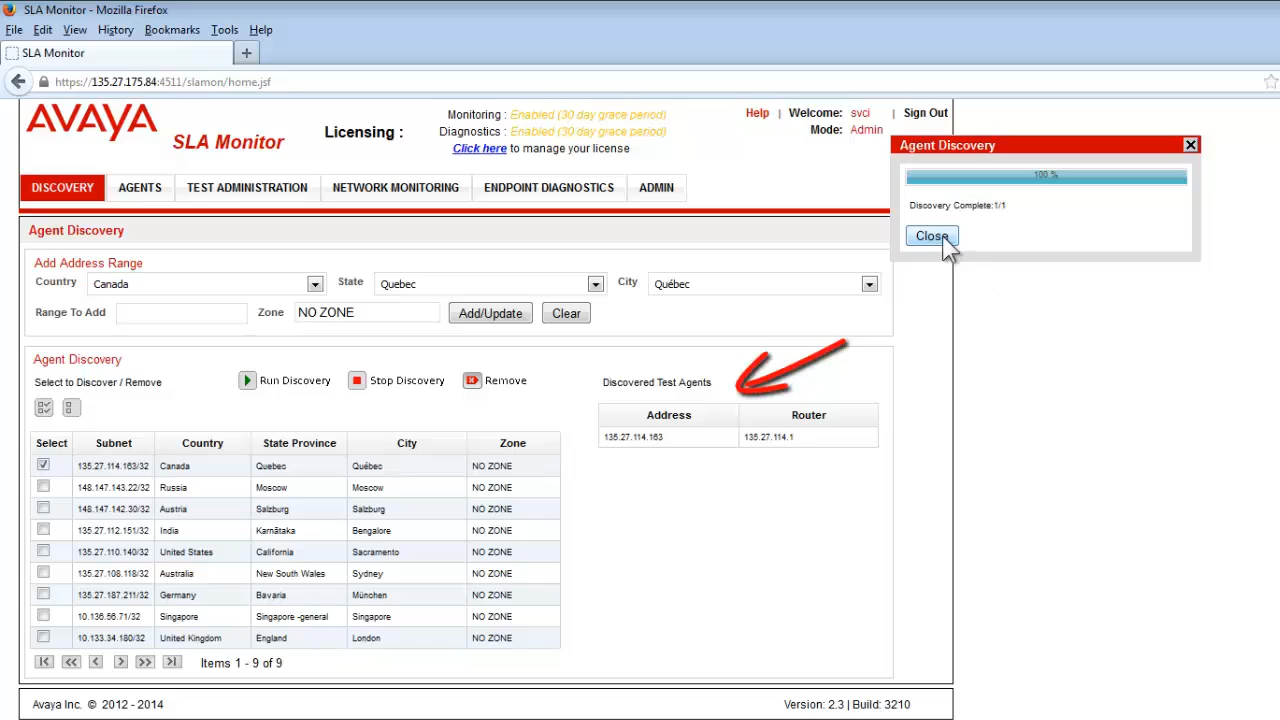 SLA Monitor - Mozilla Firefox
File Edit View History Bookmarks Tools Help
SLA Monitor +
https://135.27.175.84:4511/slamon/home.jsf
AVAYA SLA Monitor
Licensing :
Monitoring : Enabled (30 day grace period)
Diagnostics : Enabled (30 day grace period)
Click here to manage your license
Help | Welcome: svci | Sign Out
Mode: Admin
DISCOVERY AGENTS TEST ADMINISTRATION NETWORK MONITORING ENDPOINT DIAGNOSTICS ADMIN
Agent Discovery
100 %
Discovery Complete:1/1
Close
Agent Discovery
Add Address Range
Country Canada State Quebec City Québec
Range To Add Zone NO ZONE Add/Update Clear
Agent Discovery
Select to Discover / Remove Run Discovery Stop Discovery Remove
Select Subnet Country State Province City Zone
135.27.114.163/32 Canada Quebec Québec NO ZONE
148.147.143.22/32 Russia Moscow Moscow NO ZONE
148.147.142.30/32 Austria Salzburg Salzburg NO ZONE
135.27.112.151/32 India Karnātaka Bengalore NO ZONE
135.27.110.140/32 United States California Sacramento NO ZONE
135.27.108.118/32 Australia New South Wales Sydney NO ZONE
135.27.187.211/32 Germany Bavaria München NO ZONE
10.136.56.71/32 Singapore Singapore -general Singapore NO ZONE
10.133.34.180/32 United Kingdom England London NO ZONE
Items 1 - 9 of 9
Discovered Test Agents
Address Router
135.27.114.163 135.27.114.1
Avaya Inc. © 2012 - 2014
Version: 2.3 | Build: 3210